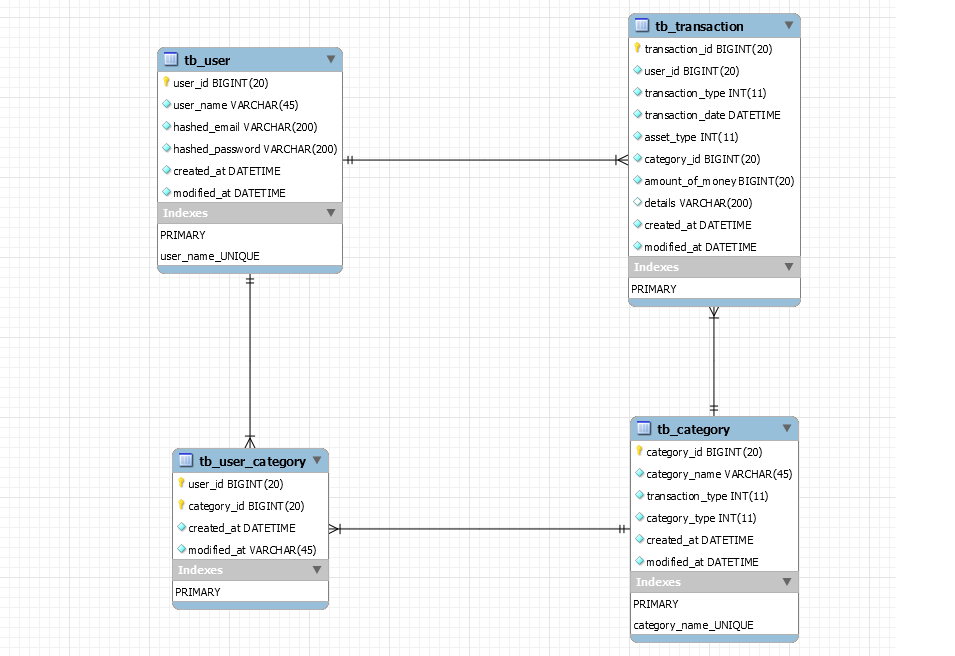 tb_user
user_id BIGINT(20)
user_name VARCHAR(45)
hashed_email VARCHAR(200)
hashed_password VARCHAR(200)
created_at DATETIME
modified_at DATETIME
Indexes
PRIMARY
user_name_UNIQUE
tb_transaction
transaction_id BIGINT(20)
user_id BIGINT(20)
transaction_type INT(11)
transaction_date DATETIME
asset_type INT(11)
category_id BIGINT(20)
amount_of_money BIGINT(20)
details VARCHAR(200)
created_at DATETIME
modified_at DATETIME
Indexes
PRIMARY
tb_user_category
user_id BIGINT(20)
category_id BIGINT(20)
created_at DATETIME
modified_at VARCHAR(45)
Indexes
PRIMARY
tb_category
category_id BIGINT(20)
category_name VARCHAR(45)
transaction_type INT(11)
category_type INT(11)
created_at DATETIME
modified_at DATETIME
Indexes
PRIMARY
category_name_UNIQUE